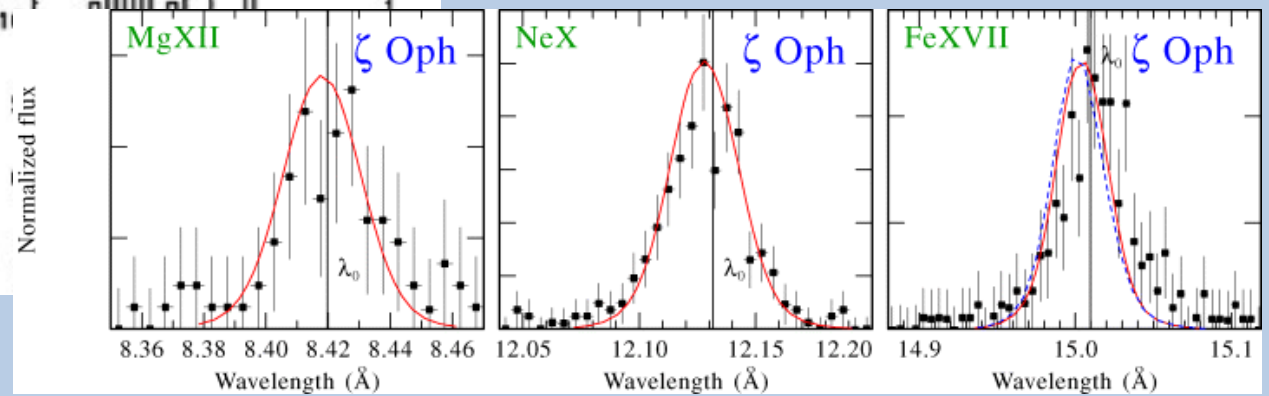 MgXII
ζ Oph
λ₀
Normalized flux
8.36 8.38 8.40 8.42 8.44 8.46
Wavelength (Å)
NeX
ζ Oph
λ₀
12.05 12.10 12.15 12.20
Wavelength (Å)
FeXVII
λ₀
ζ Oph
14.9 15.0 15.1
Wavelength (Å)